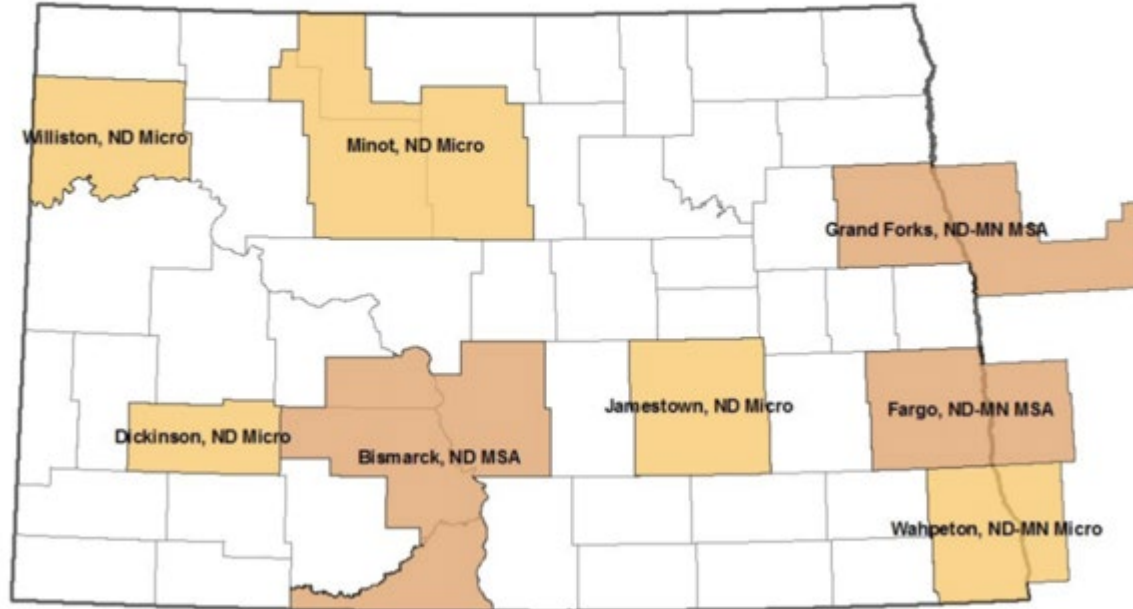 Williston, ND Micro
Minot, ND Micro
Grand Forks, ND-MN MSA
Jamestown, ND Micro
Fargo, ND-MN MSA
Dickinson, ND Micro
Bismarck, ND MSA
Wahpeton, ND-MN Micro